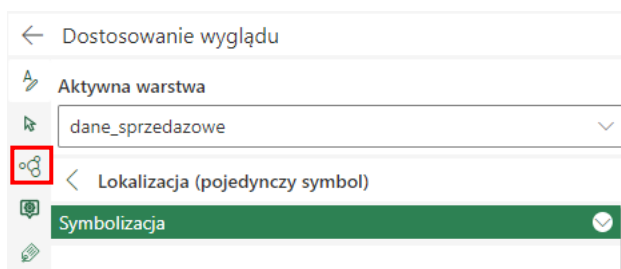 Dostosowanie wyglądu
Aktywna warstwa
dane_sprzedazowe
Lokalizacja (pojedynczy symbol)
Symbolizacja